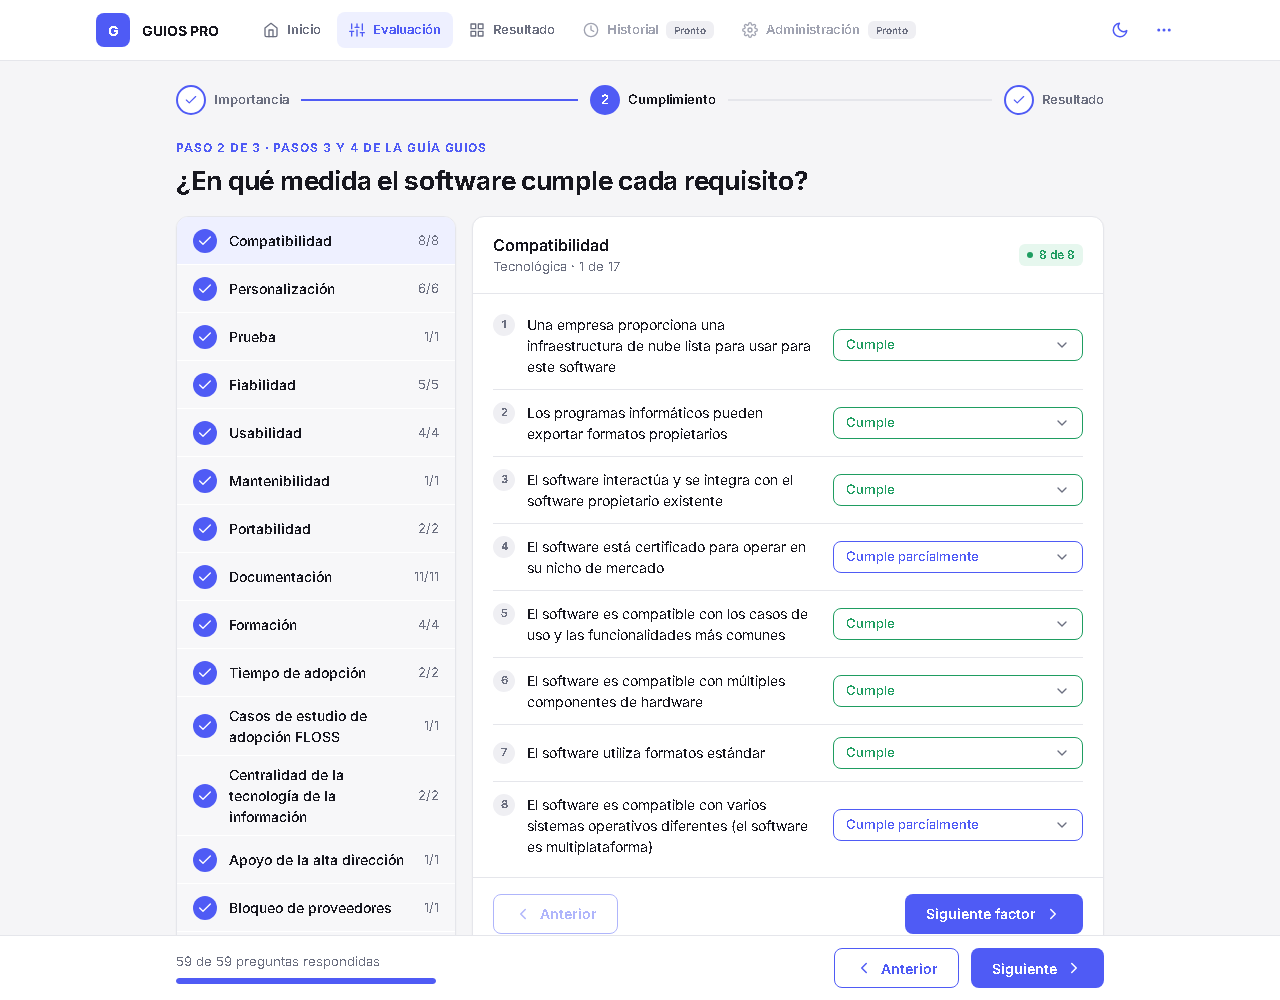 G GUIOS PRO Inicio Evaluación Resultado Historial Pronto Administración Pronto
Importancia 2 Cumplimiento Resultado
PASO 2 DE 3 · PASOS 3 Y 4 DE LA GUÍA GUIOS
¿En qué medida el software cumple cada requisito?
Compatibilidad 8/8
Personalización 6/6
Prueba 1/1
Fiabilidad 5/5
Usabilidad 4/4
Mantenibilidad 1/1
Portabilidad 2/2
Documentación 11/11
Formación 4/4
Tiempo de adopción 2/2
Casos de estudio de
adopción FLOSS 1/1
Centralidad de la
tecnología de la
información 2/2
Apoyo de la alta dirección 1/1
Bloqueo de proveedores 1/1
Compatibilidad
Tecnológica · 1 de 17
8 de 8
1 Una empresa proporciona una
infraestructura de nube lista para usar para
este software
Cumple
2 Los programas informáticos pueden
exportar formatos propietarios
Cumple
3 El software interactúa y se integra con el
software propietario existente
Cumple
4 El software está certificado para operar en
su nicho de mercado
Cumple parcialmente
5 El software es compatible con los casos de
uso y las funcionalidades más comunes
Cumple
6 El software es compatible con múltiples
componentes de hardware
Cumple
7 El software utiliza formatos estándar
Cumple
8 El software es compatible con varios
sistemas operativos diferentes (el software
es multiplataforma)
Cumple parcialmente
Anterior Siguiente factor
59 de 59 preguntas respondidas
Anterior Siguiente